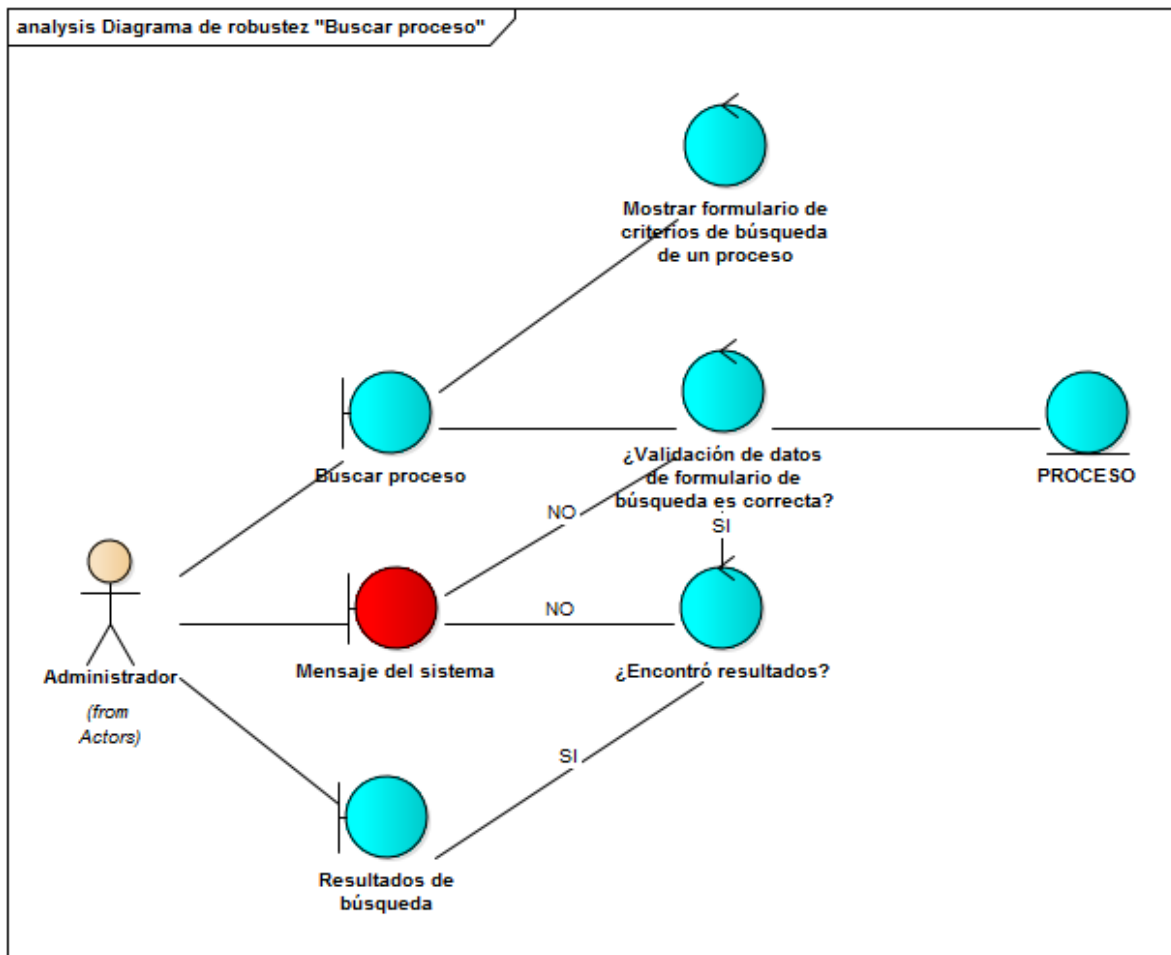 analysis Diagrama de robustez "Buscar proceso"
Mostrar formulario de
criterios de búsqueda
de un proceso
Buscar proceso
¿Validación de datos
de formulario de
búsqueda es correcta?
PROCESO
NO
SI
Administrador
(from
Actors)
Mensaje del sistema
NO
¿Encontró resultados?
SI
Resultados de
búsqueda